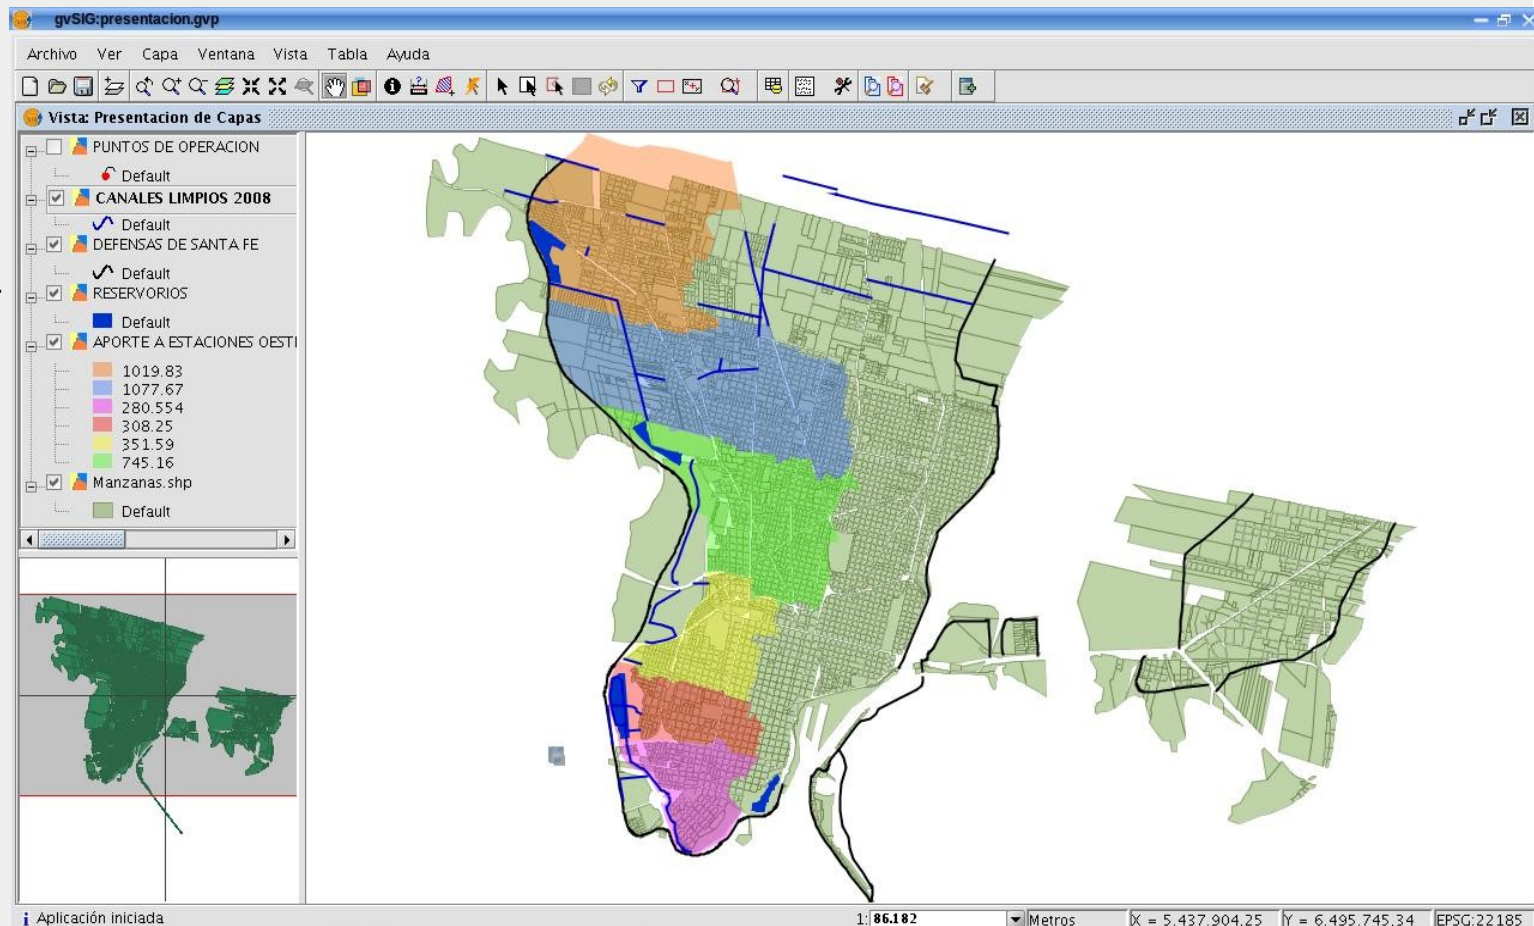 gvSIG:presentacion.gvp
Archivo Ver Capa Ventana Vista Tabla Ayuda
Vista: Presentacion de Capas
PUNTOS DE OPERACION
Default
CANALES LIMPIOS 2008
Default
DEFENSAS DE SANTA FE
Default
RESERVORIOS
Default
APORTE A ESTACIONES OESTI
1019.83
1077.67
280.554
308.25
351.59
745.16
Manzanas.shp
Default
Aplicación iniciada
1: 86.182 Metros X = 5.437.904,25 Y = 6.495.745,34 EPSG:22185